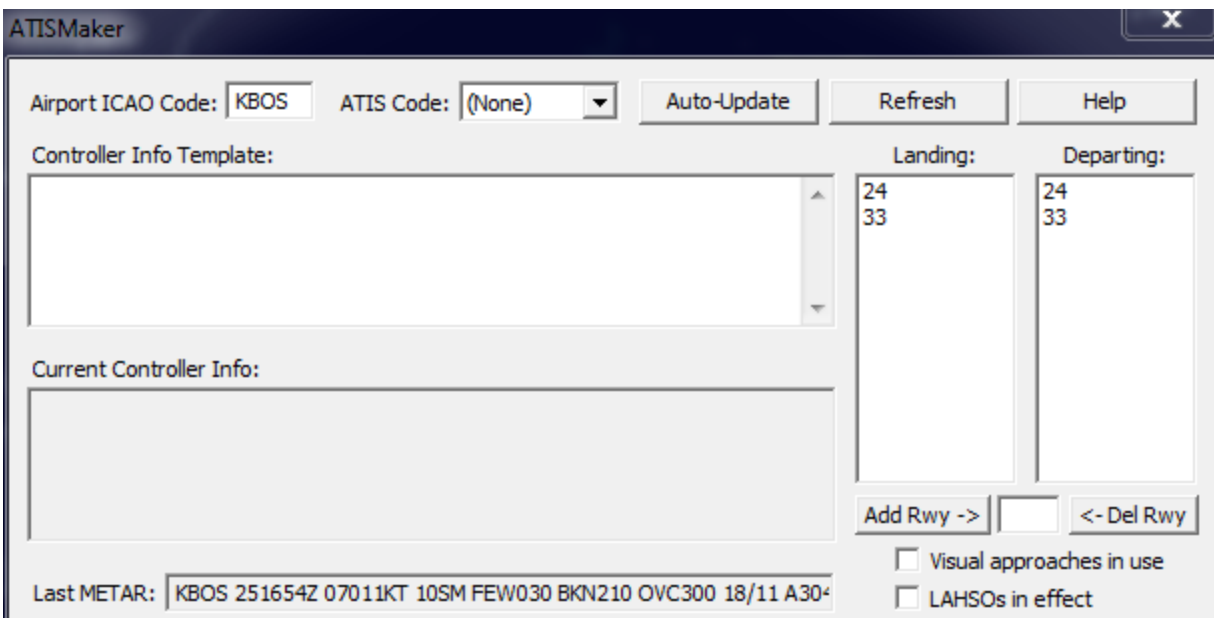 ATISMaker
X
Airport ICAO Code: KBOS ATIS Code: (None) Auto-Update Refresh Help
Controller Info Template: Landing: Departing:
24 24
33 33
Current Controller Info:
Add Rwy -> <- Del Rwy
Visual approaches in use
Last METAR: KBOS 251654Z 07011KT 10SM FEW030 BKN210 OVC300 18/11 A304
LAHSOs in effect